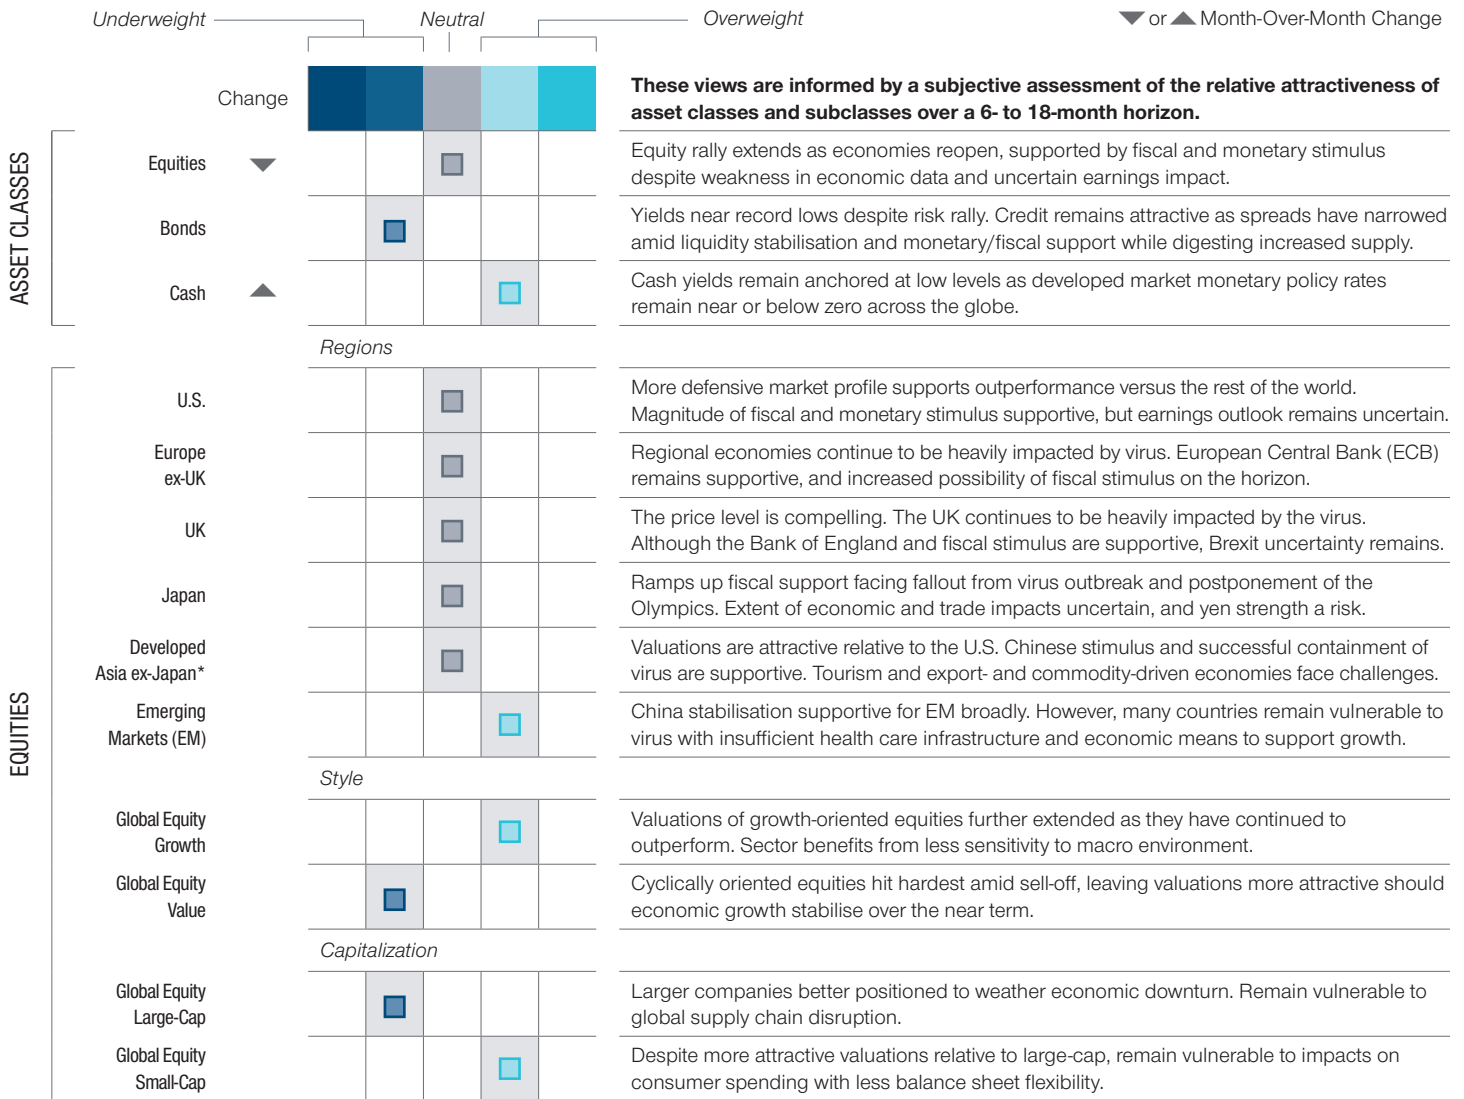 Underweight
Neutral
Overweight
▼ or ▲ Month-Over-Month Change
Change
These views are informed by a subjective assessment of the relative attractiveness of
asset classes and subclasses over a 6- to 18-month horizon.
ASSET CLASSES
Equities ▼
Equity rally extends as economies reopen, supported by fiscal and monetary stimulus
despite weakness in economic data and uncertain earnings impact.
Bonds
Yields near record lows despite risk rally. Credit remains attractive as spreads have narrowed
amid liquidity stabilisation and monetary/fiscal support while digesting increased supply.
Cash ▲
Cash yields remain anchored at low levels as developed market monetary policy rates
remain near or below zero across the globe.
EQUITIES
Regions
U.S.
More defensive market profile supports outperformance versus the rest of the world.
Magnitude of fiscal and monetary stimulus supportive, but earnings outlook remains uncertain.
Europe
ex-UK
Regional economies continue to be heavily impacted by virus. European Central Bank (ECB)
remains supportive, and increased possibility of fiscal stimulus on the horizon.
UK
The price level is compelling. The UK continues to be heavily impacted by the virus.
Although the Bank of England and fiscal stimulus are supportive, Brexit uncertainty remains.
Japan
Ramps up fiscal support facing fallout from virus outbreak and postponement of the
Olympics. Extent of economic and trade impacts uncertain, and yen strength a risk.
Developed
Asia ex-Japan*
Valuations are attractive relative to the U.S. Chinese stimulus and successful containment of
virus are supportive. Tourism and export- and commodity-driven economies face challenges.
Emerging
Markets (EM)
China stabilisation supportive for EM broadly. However, many countries remain vulnerable to
virus with insufficient health care infrastructure and economic means to support growth.
Style
Global Equity
Growth
Valuations of growth-oriented equities further extended as they have continued to
outperform. Sector benefits from less sensitivity to macro environment.
Global Equity
Value
Cyclically oriented equities hit hardest amid sell-off, leaving valuations more attractive should
economic growth stabilise over the near term.
Capitalization
Global Equity
Large-Cap
Larger companies better positioned to weather economic downturn. Remain vulnerable to
global supply chain disruption.
Global Equity
Small-Cap
Despite more attractive valuations relative to large-cap, remain vulnerable to impacts on
consumer spending with less balance sheet flexibility.